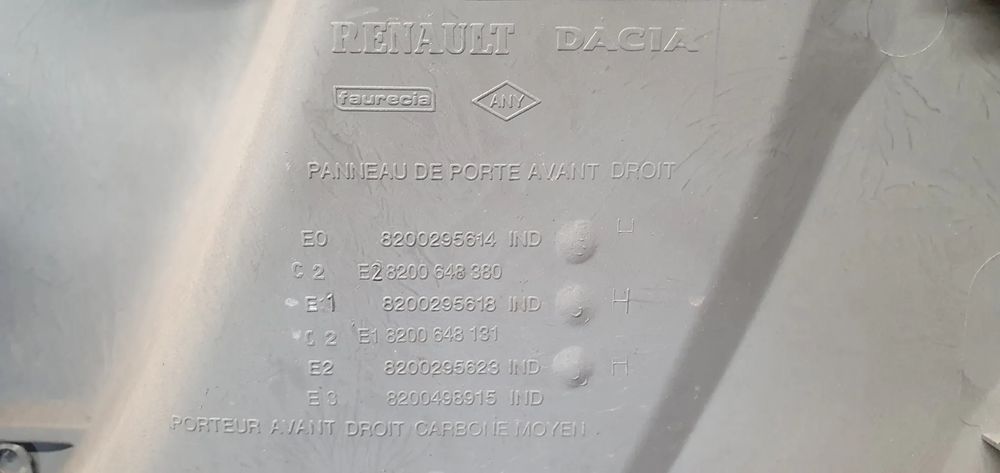 RENAULT DACIA
faurecia ANY
PANNEAU DE PORTE AVANT DROIT
E0 8200295614 IND H
C 2 E2 8200 648 380
E1 8200295618 IND H
C 2 E1 8200 648 131
E2 8200295623 IND H
E3 8200498915 IND
PORTEUR AVANT DROIT CARBONE MOYEN